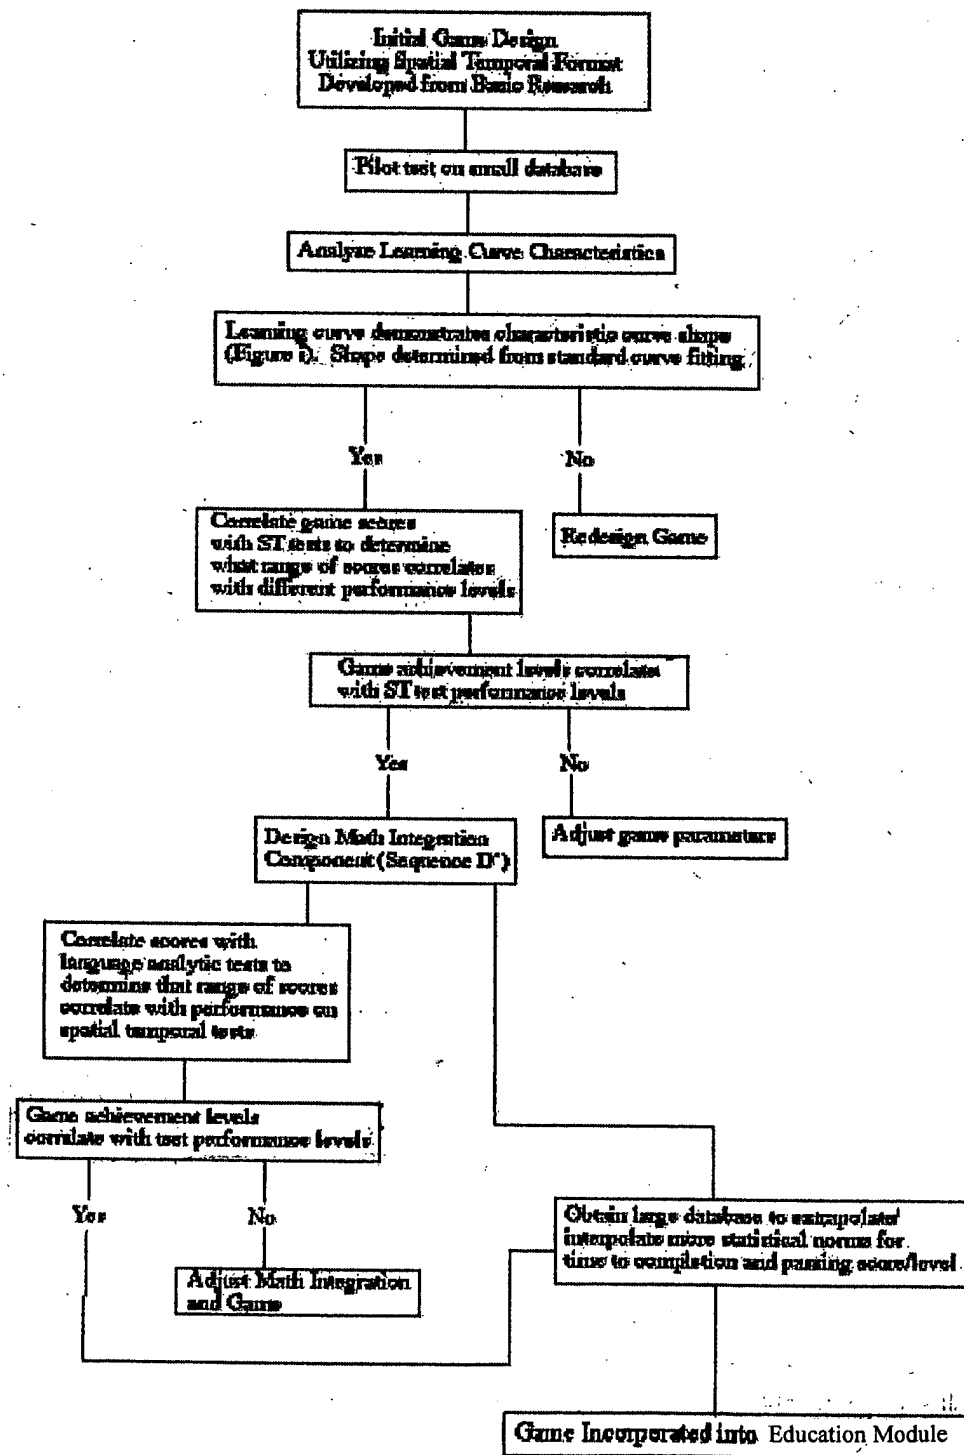 Initial Game Design
Utilizing Spatial Temporal Format
Developed from Basic Research
Pilot test on small database
Analyze Learning Curve Characteristics
Learning curve demonstrates characteristic curve shape
(Figure 1). Shape determined from standard curve fitting
Yes
No
Correlate game scores
with ST tests to determine
what range of scores correlates
with different performance levels
Redesign Game
Game achievement levels correlate
with ST test performance levels
Yes
No
Design Math Integration
Component (Sequence
Adjust game parameters
Correlate scores with
language analytic tests to
determine that range of scores
correlate with performance on
spatial temporal tests
Game achievement levels
correlate with test performance levels
Yes
No
Obtain large database to extrapolate/
interpolate more statistical norms for
time to completion and passing score/level
Adjust Math Integration
and Game
Game Incorporated into Education Module